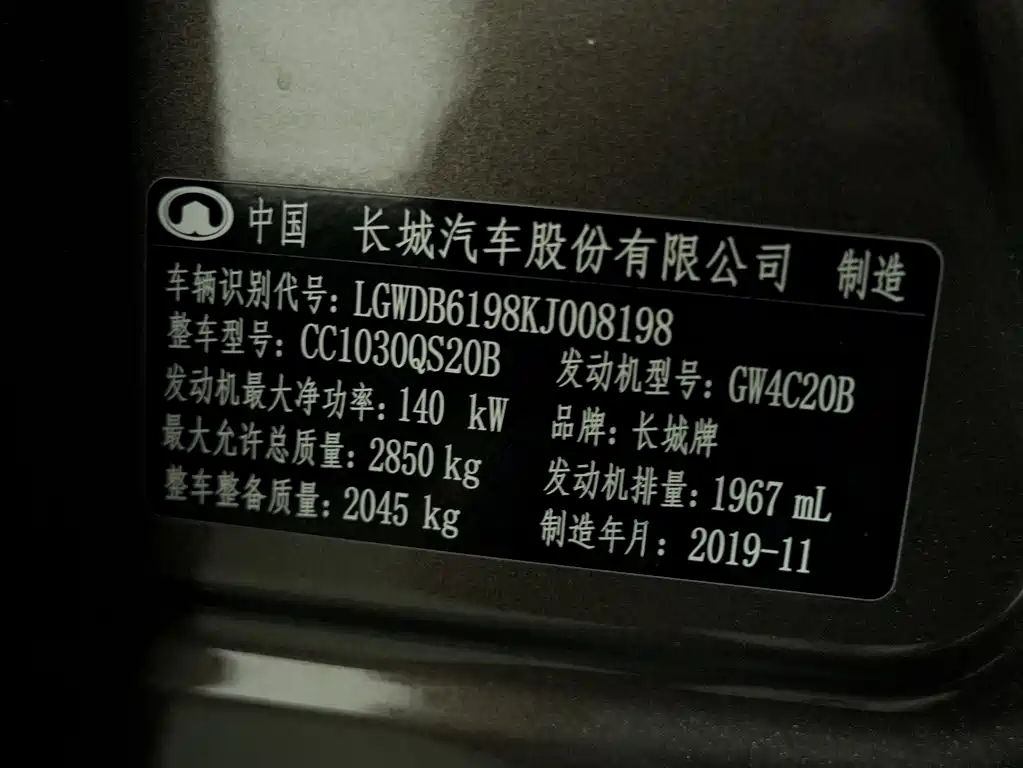 中国 长城汽车股份有限公司 制造
车辆识别代号：LGWDB6198KJ008198
整车型号：CC1030QS20B 发动机型号：GW4C20B
发动机最大净功率：140 kW 品牌：长城牌
最大允许总质量：2850 kg 发动机排量：1967 mL
整车整备质量：2045 kg 制造年月：2019-11